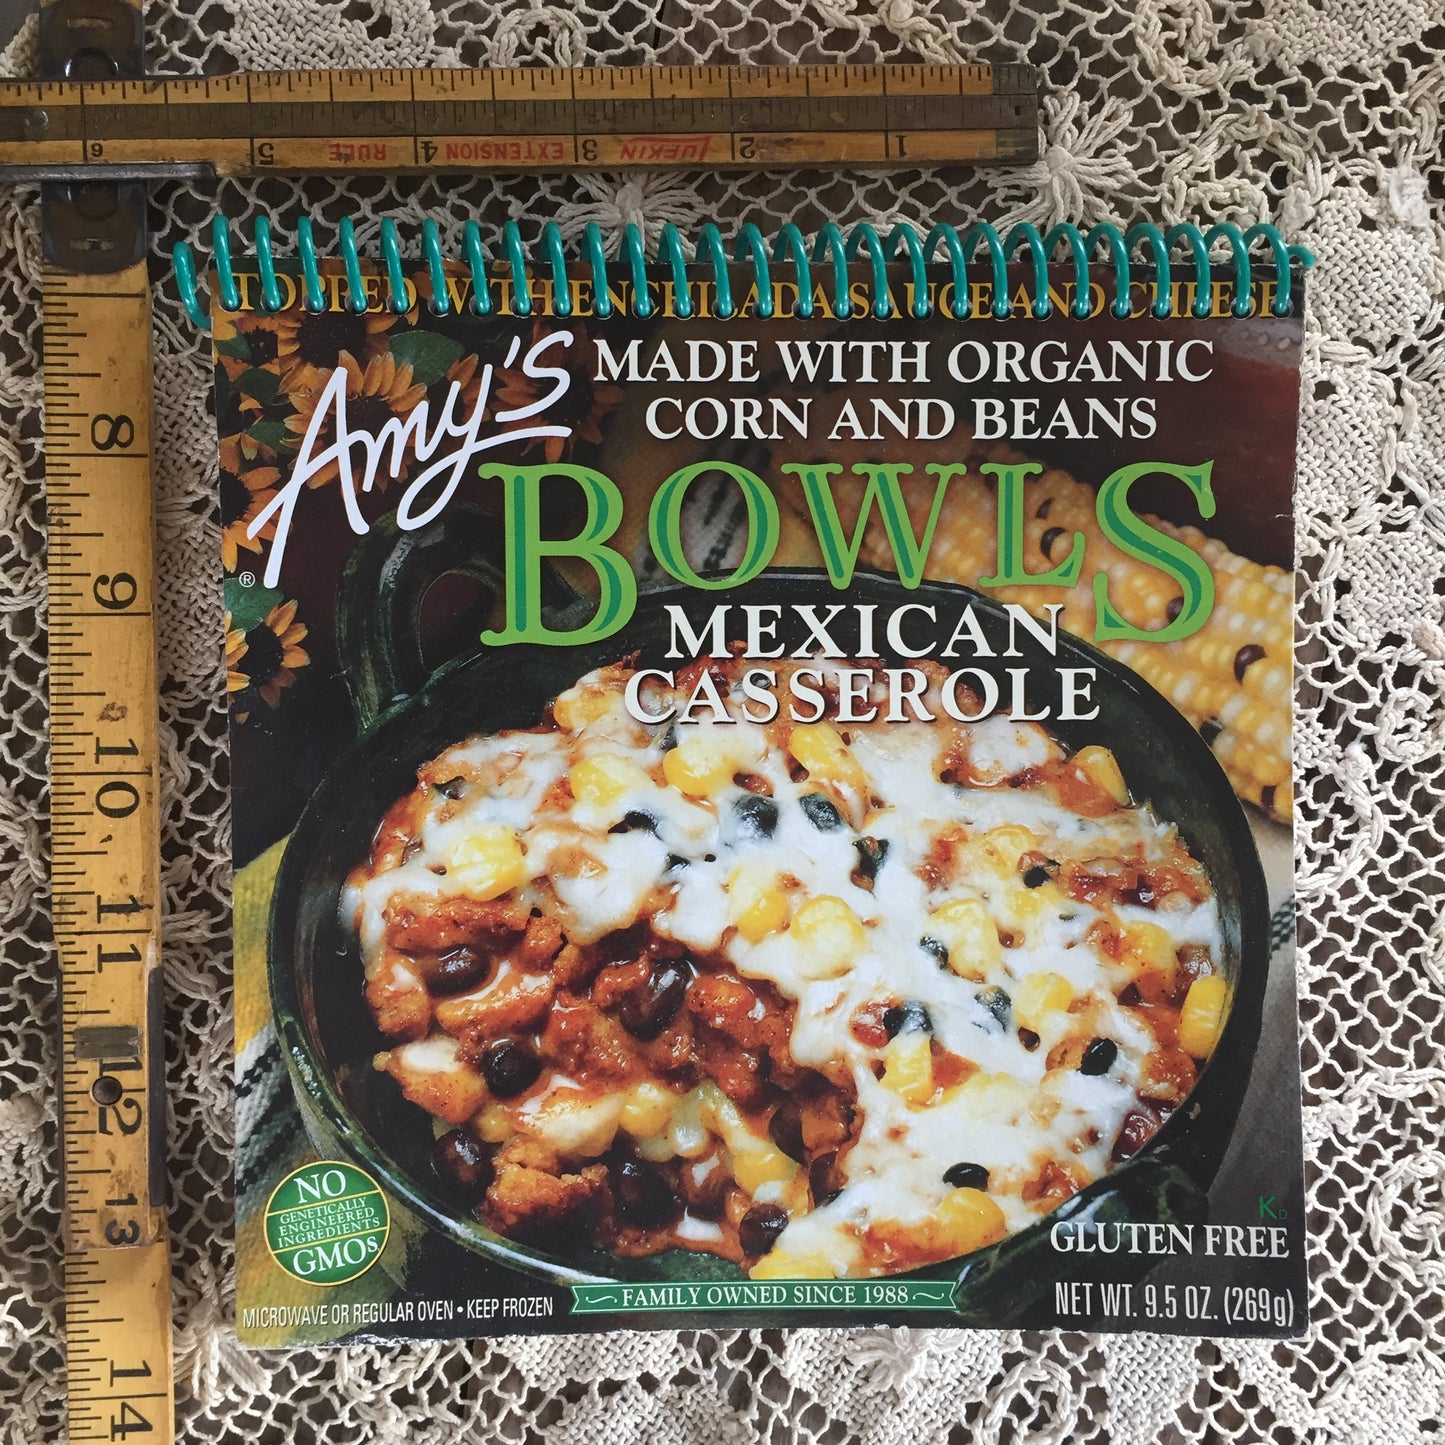 6 5 RULE 4 EXTENSION 3 LUFKIN 2 1
TOPPED WITH ENCHILADA SAUCE AND CHEESE
Amy's
®
MADE WITH ORGANIC
CORN AND BEANS
BOWLS
MEXICAN
CASSEROLE
8
9
10
11
12
13
14
NO
GENETICALLY
ENGINEERED
INGREDIENTS
GMOs
K D
GLUTEN FREE
NET WT. 9.5 OZ. (269g)
MICROWAVE OR REGULAR OVEN • KEEP FROZEN
FAMILY OWNED SINCE 1988